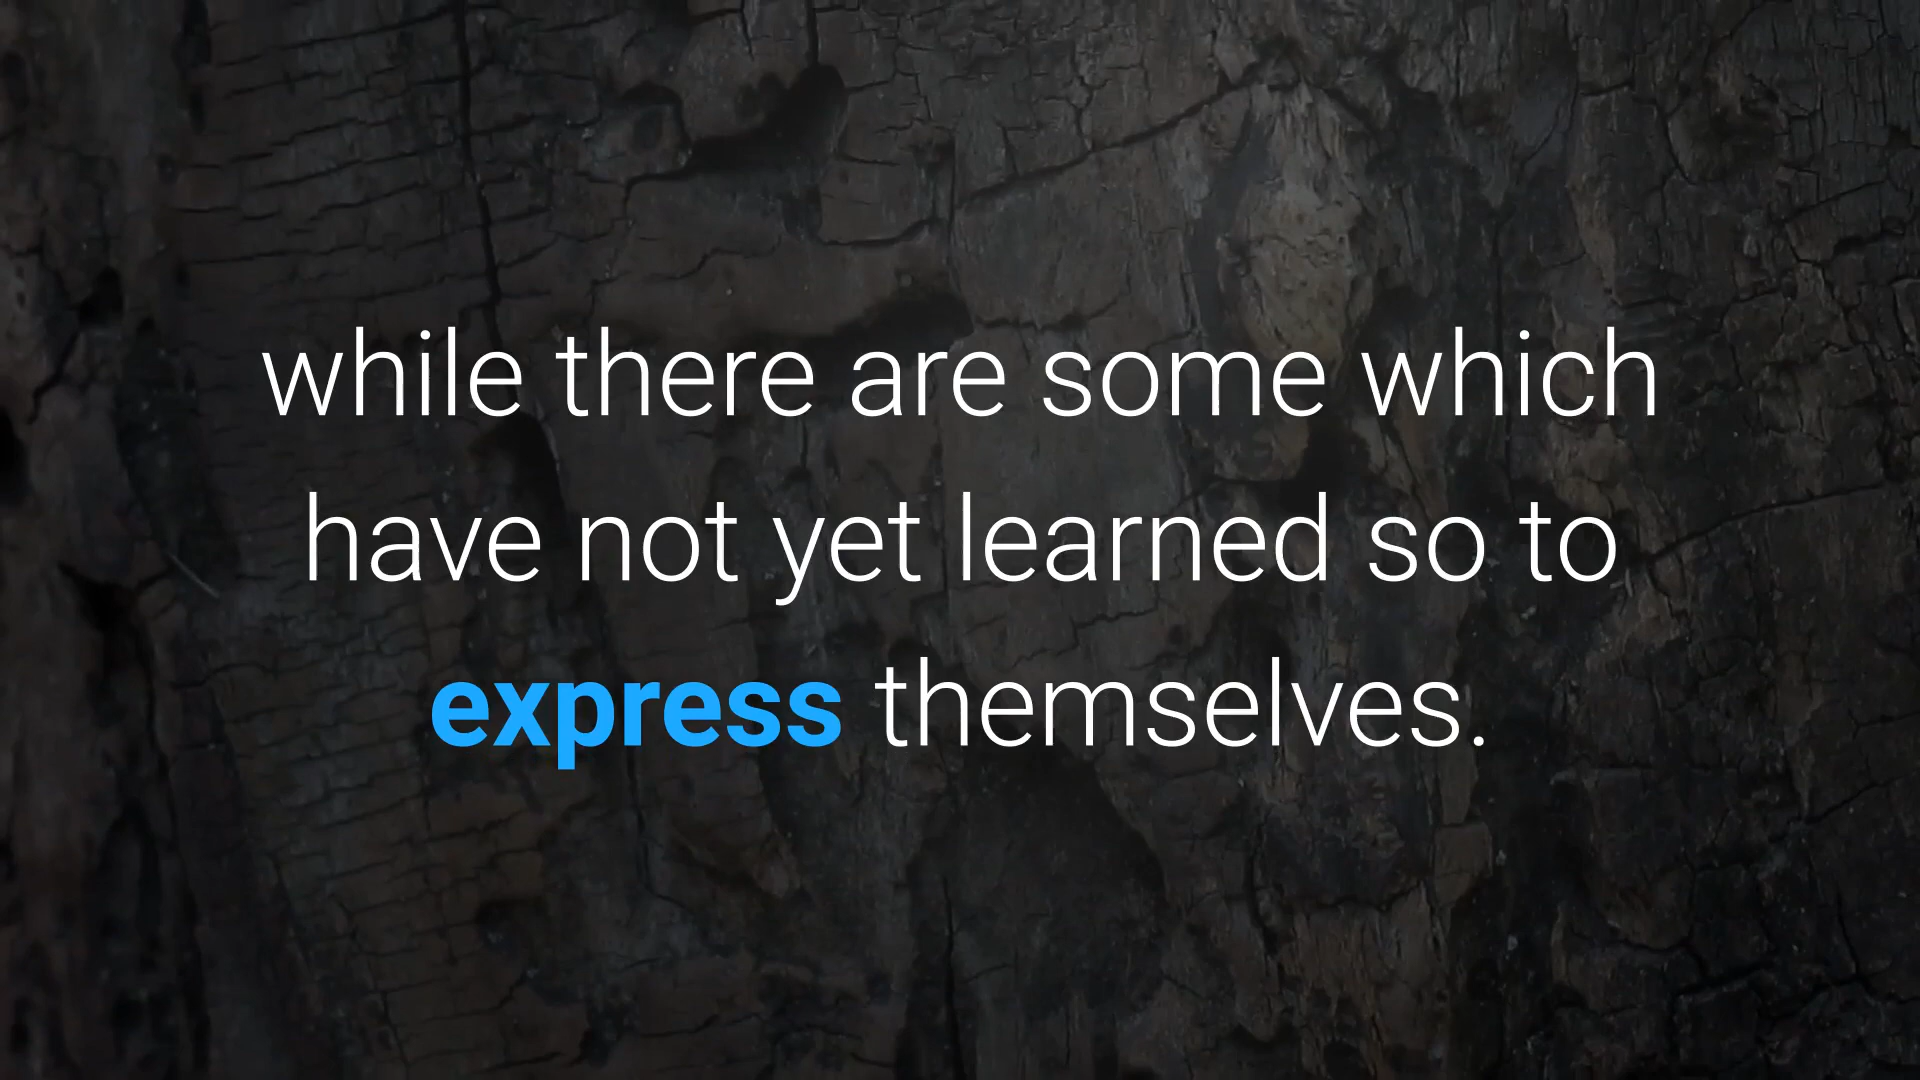 while there are some which
have not yet learned so to
express themselves.